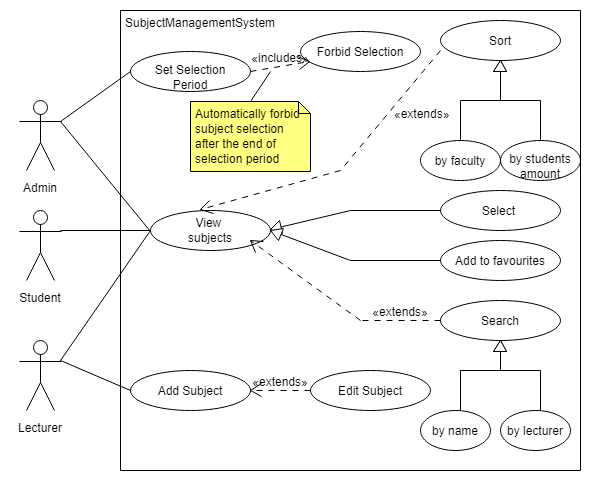 SubjectManagementSystem
Set Selection
Period
«includes»
Forbid Selection
Sort
Automatically forbid
subject selection
after the end of
selection period
«extends»
by faculty
by students
amount
Admin
View
subjects
Select
Student
Add to favourites
«extends»
Search
Add Subject
«extends»
Edit Subject
Lecturer
by name
by lecturer